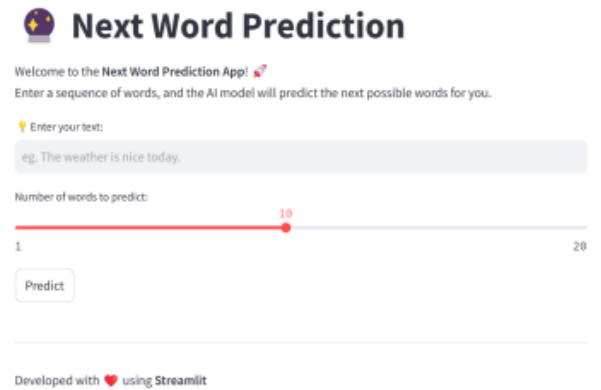 🔮 Next Word Prediction
Welcome to the Next Word Prediction App! 🚀
Enter a sequence of words, and the AI model will predict the next possible words for you.
💡 Enter your text:
eg. The weather is nice today.
Number of words to predict:
10
1 20
Predict
Developed with ❤️ using Streamlit